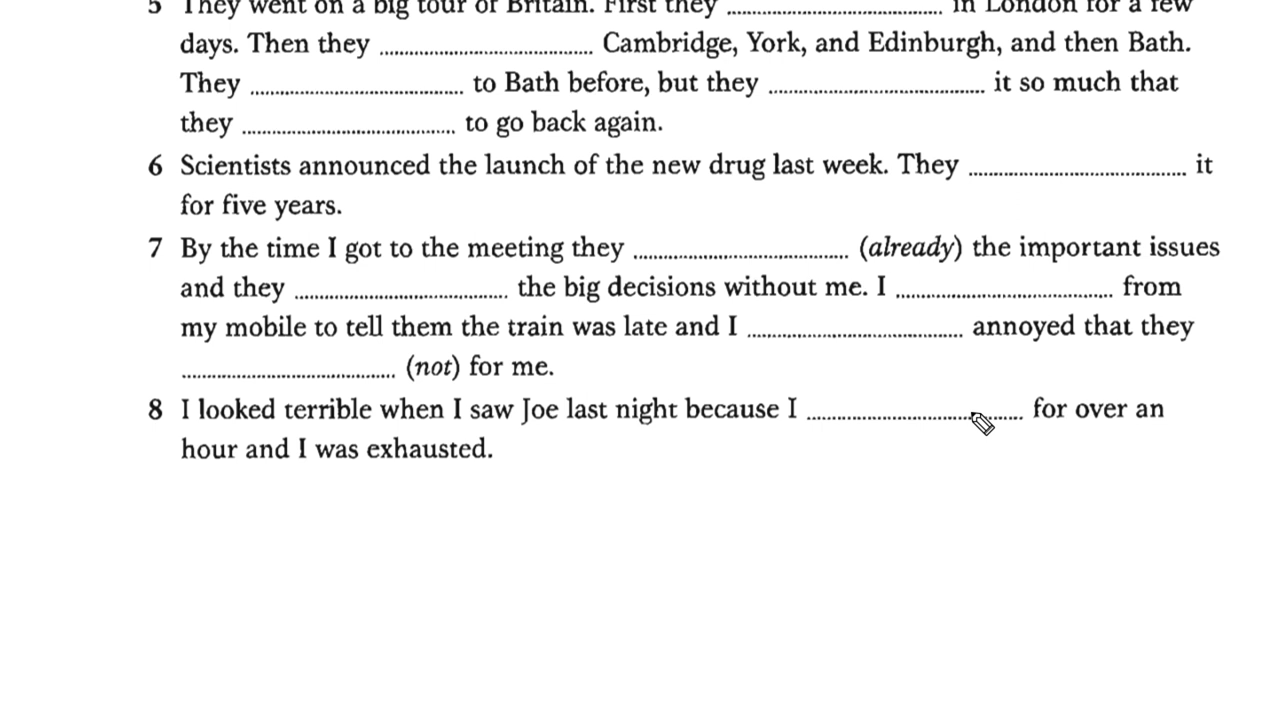 5 They went on a big tour of Britain. First they ........................................ in London for a few
days. Then they ........................................ Cambridge, York, and Edinburgh, and then Bath.
They ........................................ to Bath before, but they ........................................ it so much that
they ........................................ to go back again.
6 Scientists announced the launch of the new drug last week. They ........................................ it
for five years.
7 By the time I got to the meeting they ........................................ (already) the important issues
and they ........................................ the big decisions without me. I ........................................ from
my mobile to tell them the train was late and I ........................................ annoyed that they
........................................ (not) for me.
8 I looked terrible when I saw Joe last night because I ........................................ for over an
hour and I was exhausted.